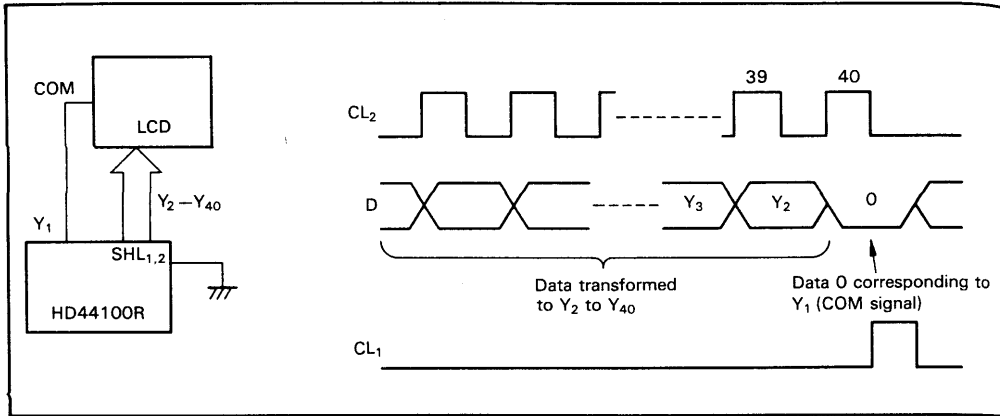 COM
LCD
Y₁
Y₂—Y₄₀
SHL₁,₂
HD44100R
39 40
CL₂
D
Y₃ Y₂ 0
Data transformed
to Y₂ to Y₄₀
Data 0 corresponding to
Y₁ (COM signal)
CL₁